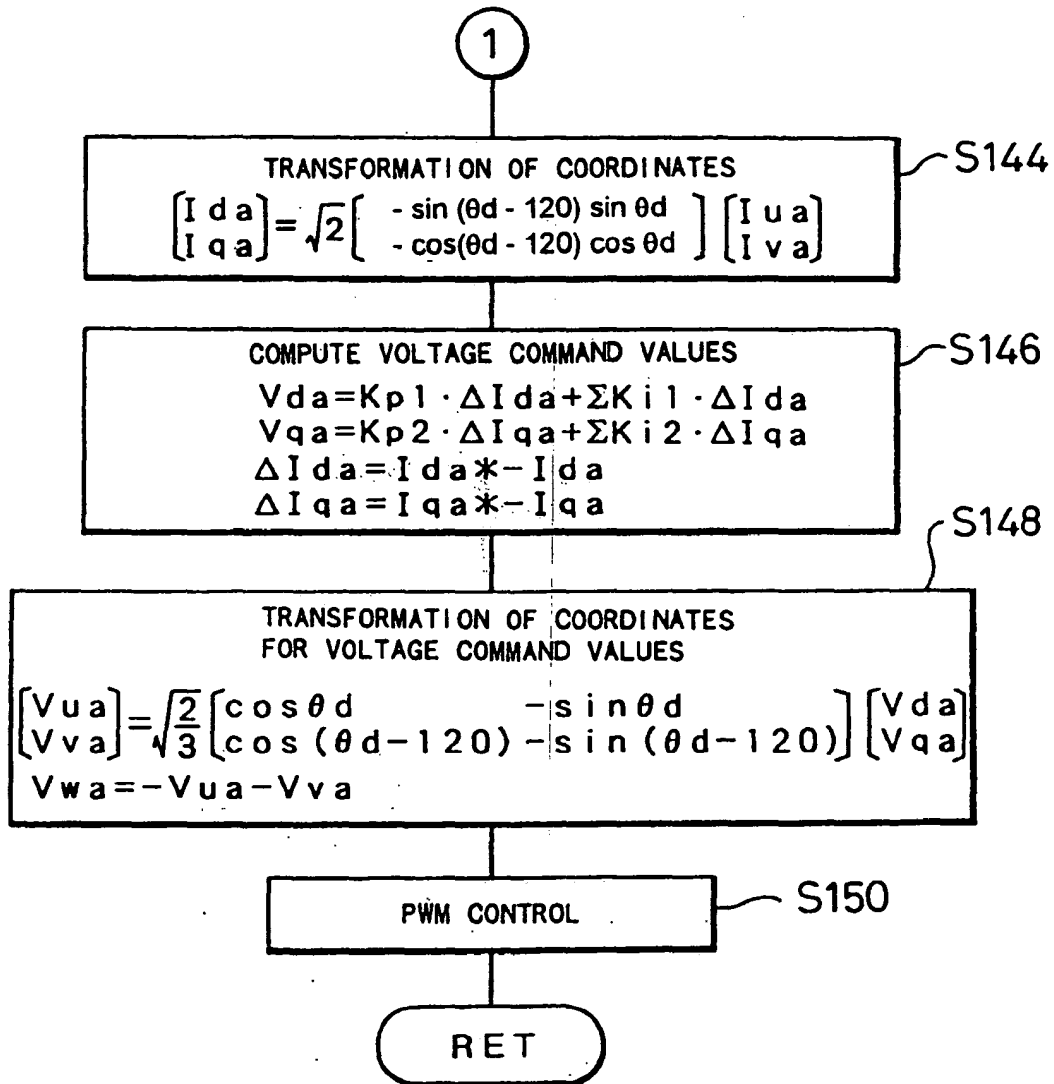 1
S144
TRANSFORMATION OF COORDINATES
[Ida Iqa] = √2 [ - sin (θd - 120) sin θd
- cos(θd - 120) cos θd ] [Iua Iva]
S146
COMPUTE VOLTAGE COMMAND VALUES
Vda=Kp1·ΔIda+ΣKi1·ΔIda
Vqa=Kp2·ΔIqa+ΣKi2·ΔIqa
ΔIda=Ida*-Ida
ΔIqa=Iqa*-Iqa
S148
TRANSFORMATION OF COORDINATES
FOR VOLTAGE COMMAND VALUES
[Vua Vva] = √2/3 [cosθd -sinθd
cos(θd-120) -sin(θd-120)] [Vda Vqa]
Vwa=-Vua-Vva
PWM CONTROL
S150
RET